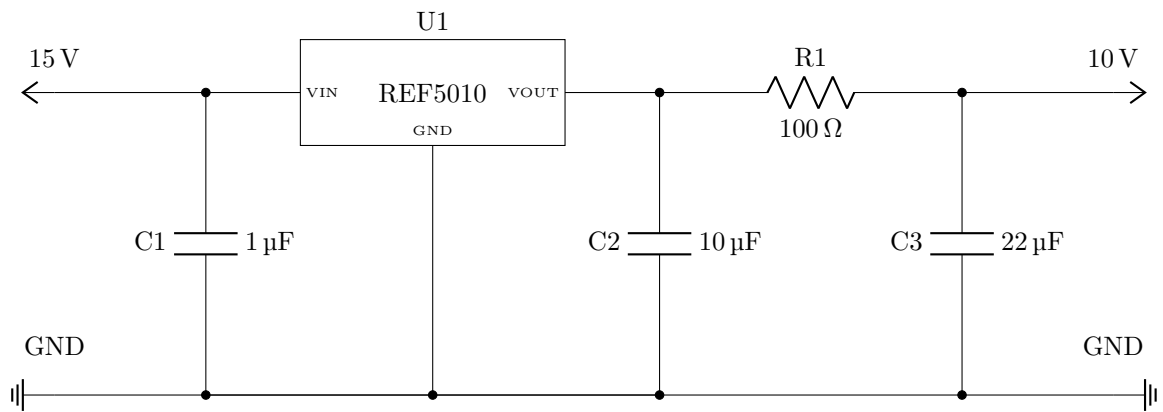 U1
15 V
R1
10 V
VIN
REF5010
VOUT
GND
100 Ω
C1
1 µF
C2
10 µF
C3
22 µF
GND
GND